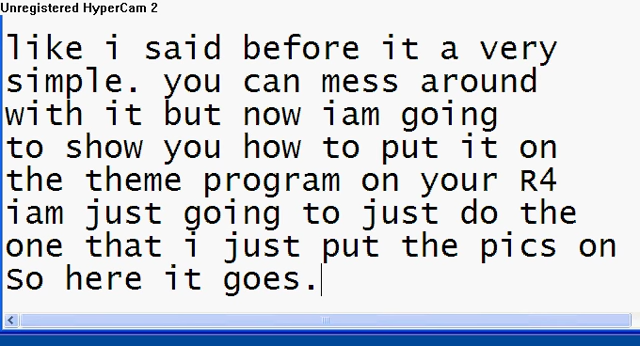 Unregistered HyperCam 2
like i said before it a very
simple. you can mess around
with it but now iam going
to show you how to put it on
the theme program on your R4
iam just going to just do the
one that i just put the pics on
So here it goes.